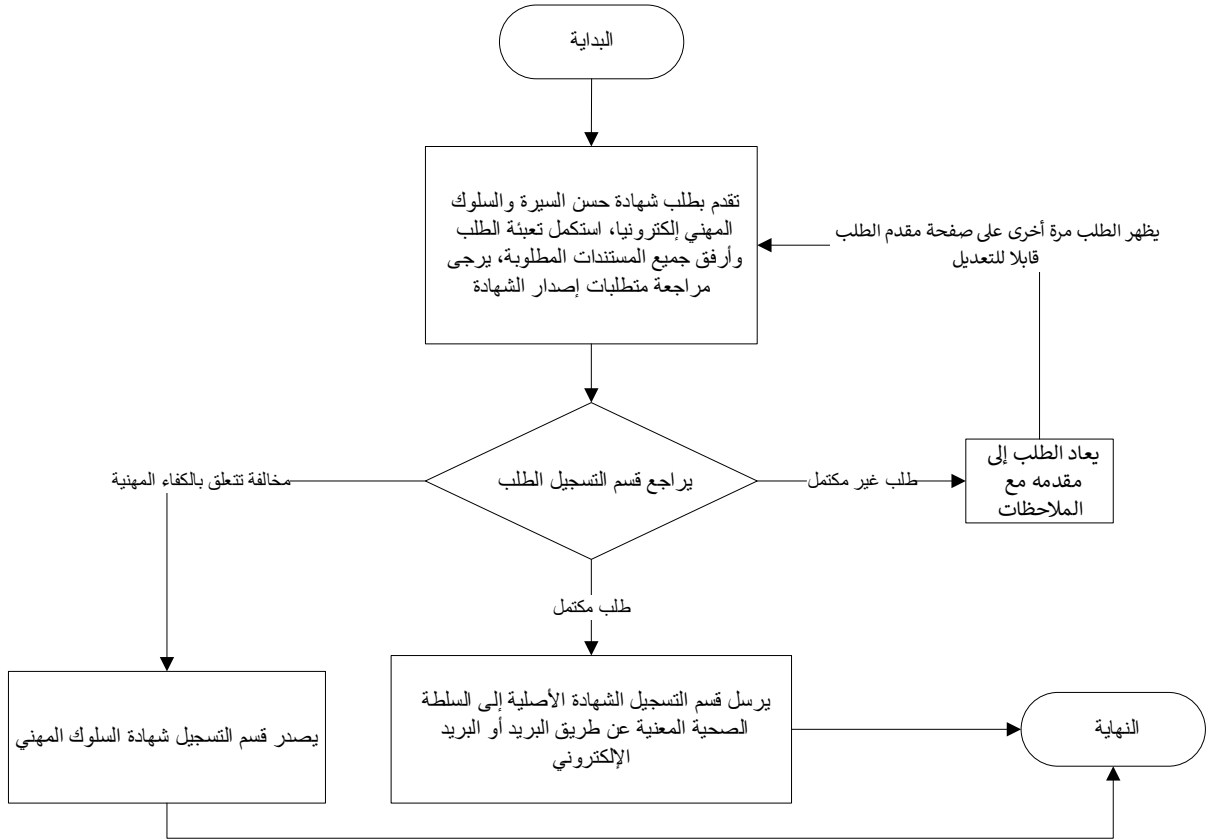 البداية
تقدم بطلب شهادة حسن السيرة والسلوك
المهني إلكترونيا، استكمل تعبئة الطلب
وأرفق جميع المستندات المطلوبة، يرجى
مراجعة متطلبات إصدار الشهادة
يظهر الطلب مرة أخرى على صفحة مقدم الطلب
قابلا للتعديل
يراجع قسم التسجيل الطلب
طلب غير مكتمل
يعاد الطلب إلى
مقدمه مع
الملاحظات
مخالفة تتعلق بالكفاء المهنية
طلب مكتمل
يرسل قسم التسجيل الشهادة الأصلية إلى السلطة
الصحية المعنية عن طريق البريد أو البريد
الإلكتروني
يصدر قسم التسجيل شهادة السلوك المهني
النهاية